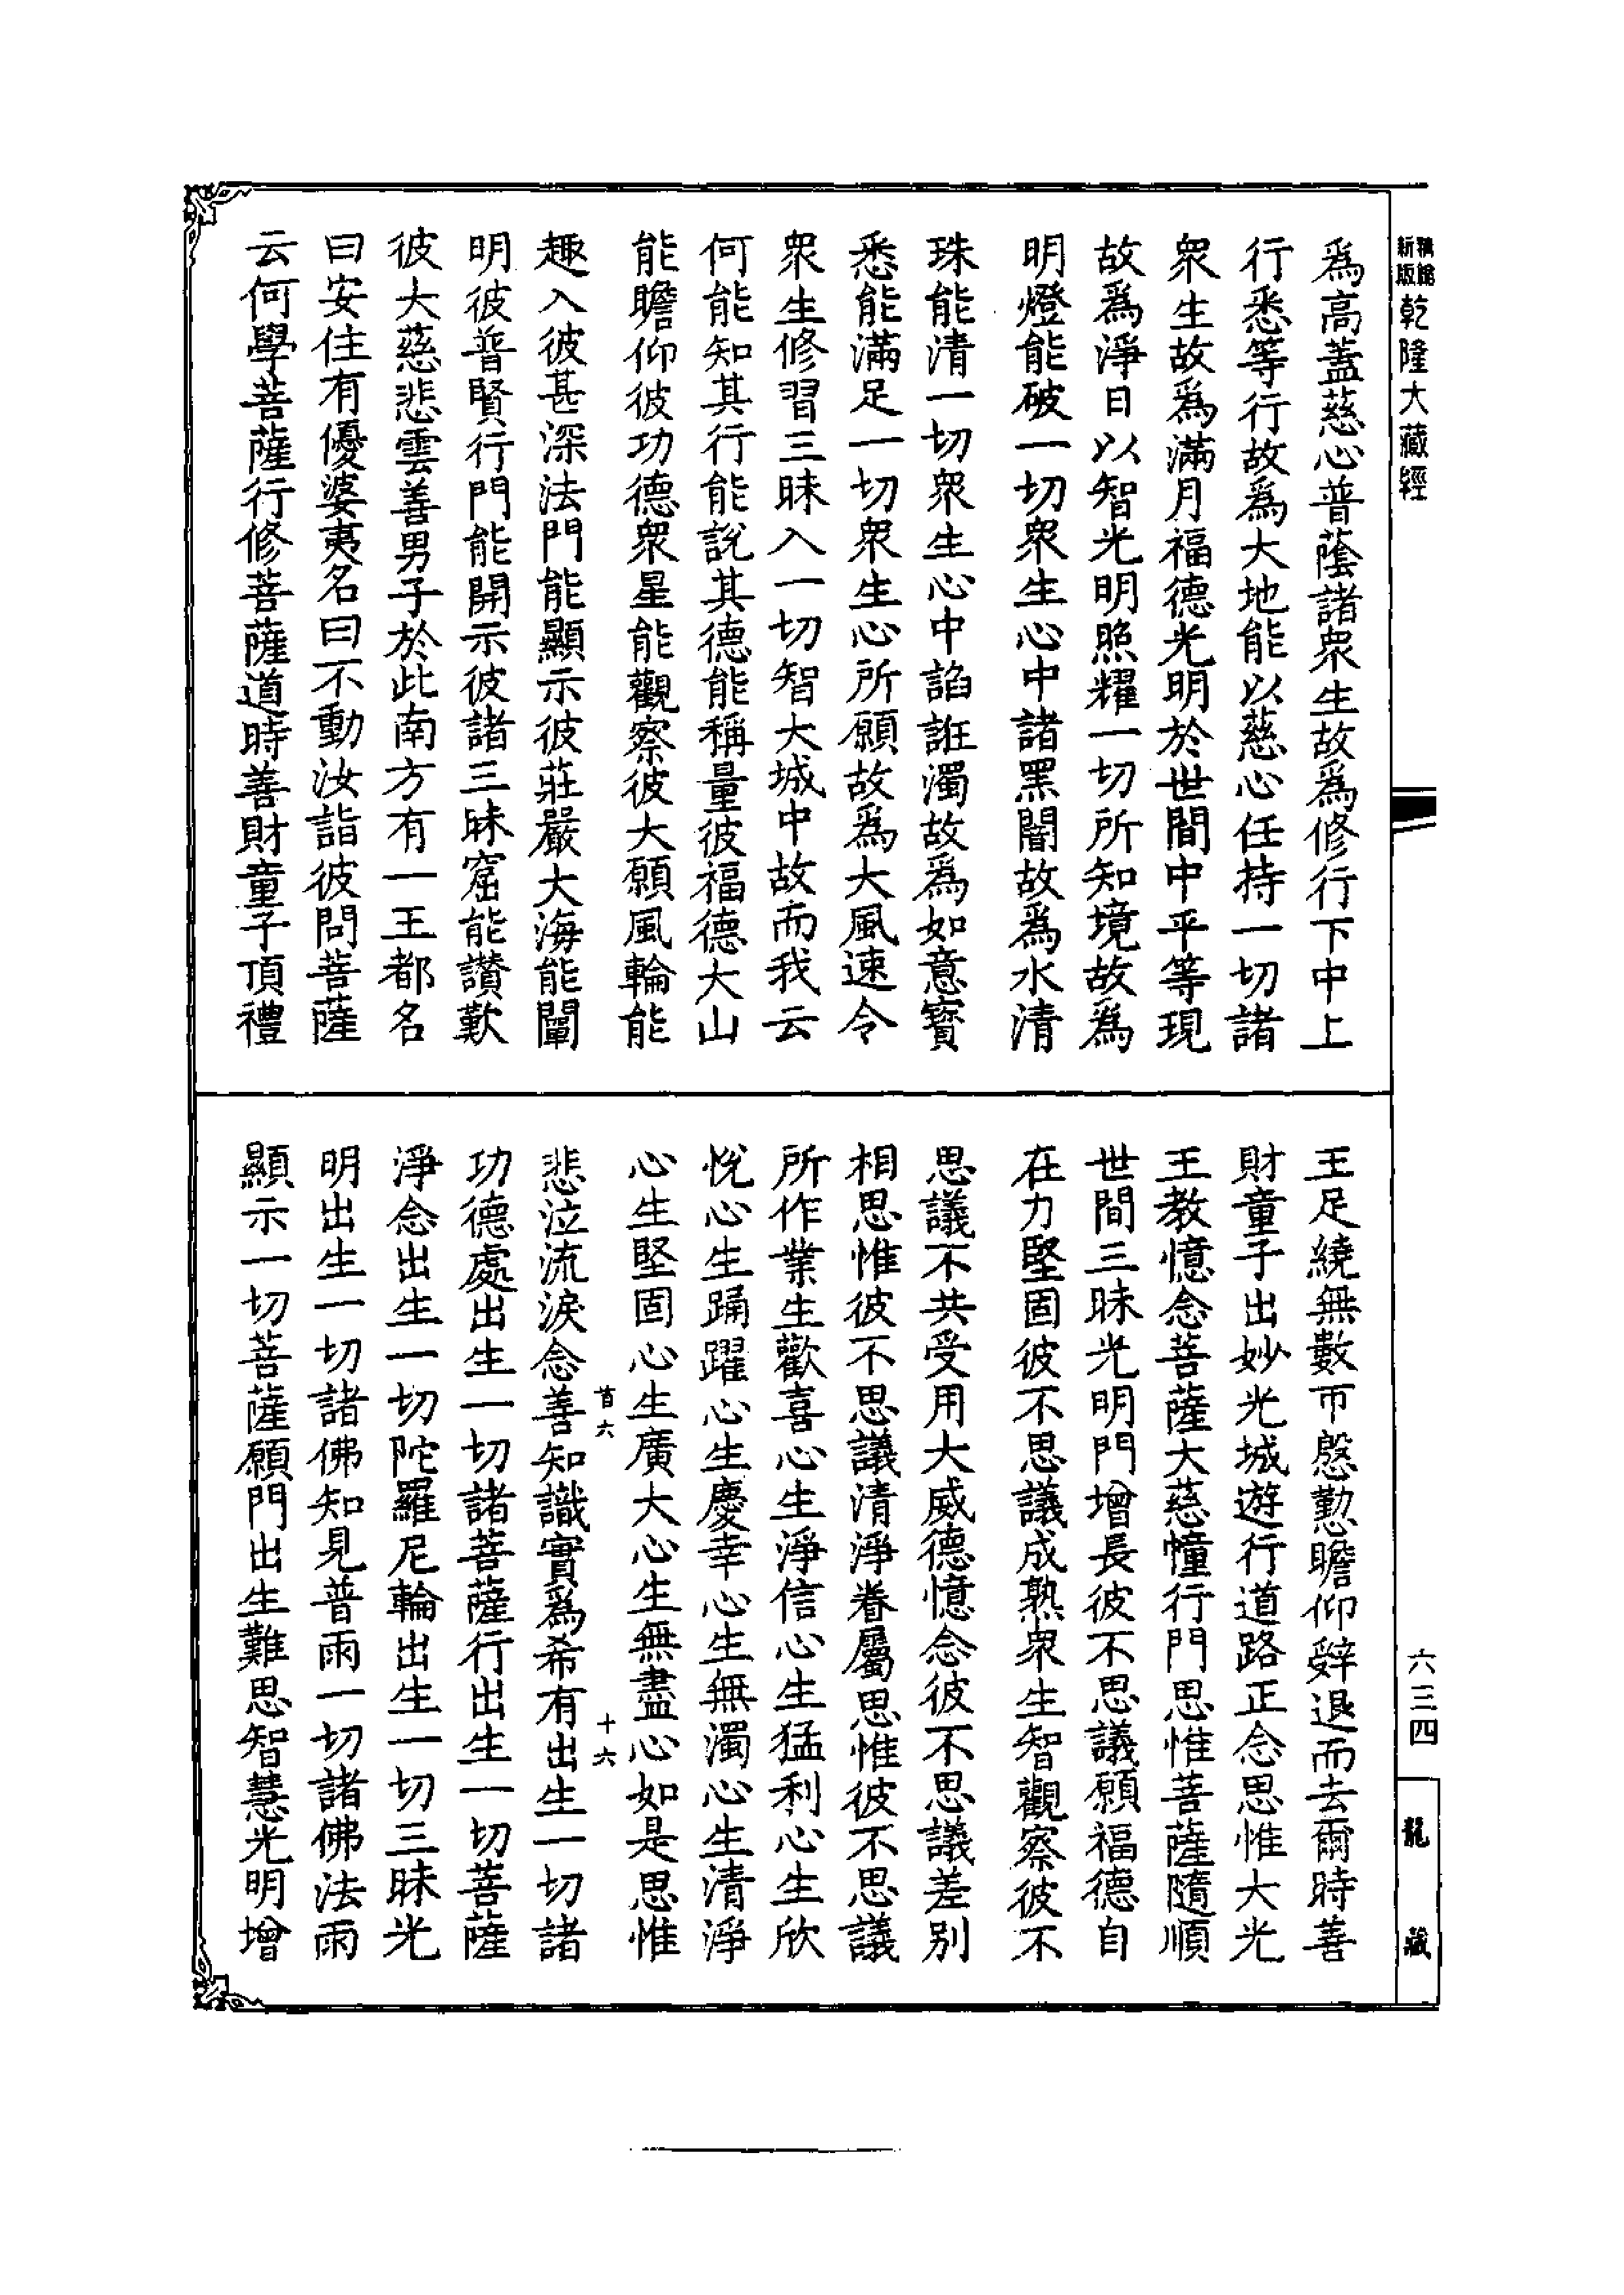 新版 精縮 乾隆大藏經
為高蓋慈心普蔭諸眾生故為修行下中上
行悉等行故為大地能以慈心任持一切諸
眾生故為滿月福德光明於世間中平等現
故為淨日以智光明照耀一切所知境故為
明燈能破一切眾生心中諸黑闇故為水清
珠能清一切眾生心中諂誑濁故為如意寶
悉能滿足一切眾生心所願故為大風速令
眾生修習三昧入一切智大城中故而我云
何能知其行能說其德能稱量彼福德大山
能瞻仰彼功德眾星能觀察彼大願風輪能
趣入彼甚深法門能顯示彼莊嚴大海能闡
明彼普賢行門能開示彼諸三昧窟能讚歎
彼大慈悲雲善男子於此南方有一王都名
曰安住有優婆夷名曰不動汝詣彼問菩薩
云何學菩薩行修菩薩道時善財童子頂禮
王足繞無數帀慇懃瞻仰辭退而去爾時善
財童子出妙光城遊行道路正念思惟大光
王教憶念菩薩大慈幢行門思惟菩薩隨順
世間三昧光明門增長彼不思議願福德自
在力堅固彼不思議成熟眾生智觀察彼不
思議不共受用大威德憶念彼不思議差別
相思惟彼不思議清淨眷屬思惟彼不思議
所作業生歡喜心生淨信心生猛利心生欣
悅心生踊躍心生慶幸心生無濁心生清淨
心生堅固心生廣大心生無盡心如是思惟
首六 十六
悲泣流淚念善知識實為希有出生一切諸
功德處出生一切諸菩薩行出生一切菩薩
淨念出生一切陀羅尼輪出生一切三昧光
明出生一切諸佛知見普雨一切諸佛法雨
顯示一切菩薩願門出生難思智慧光明增
六三四
龍藏